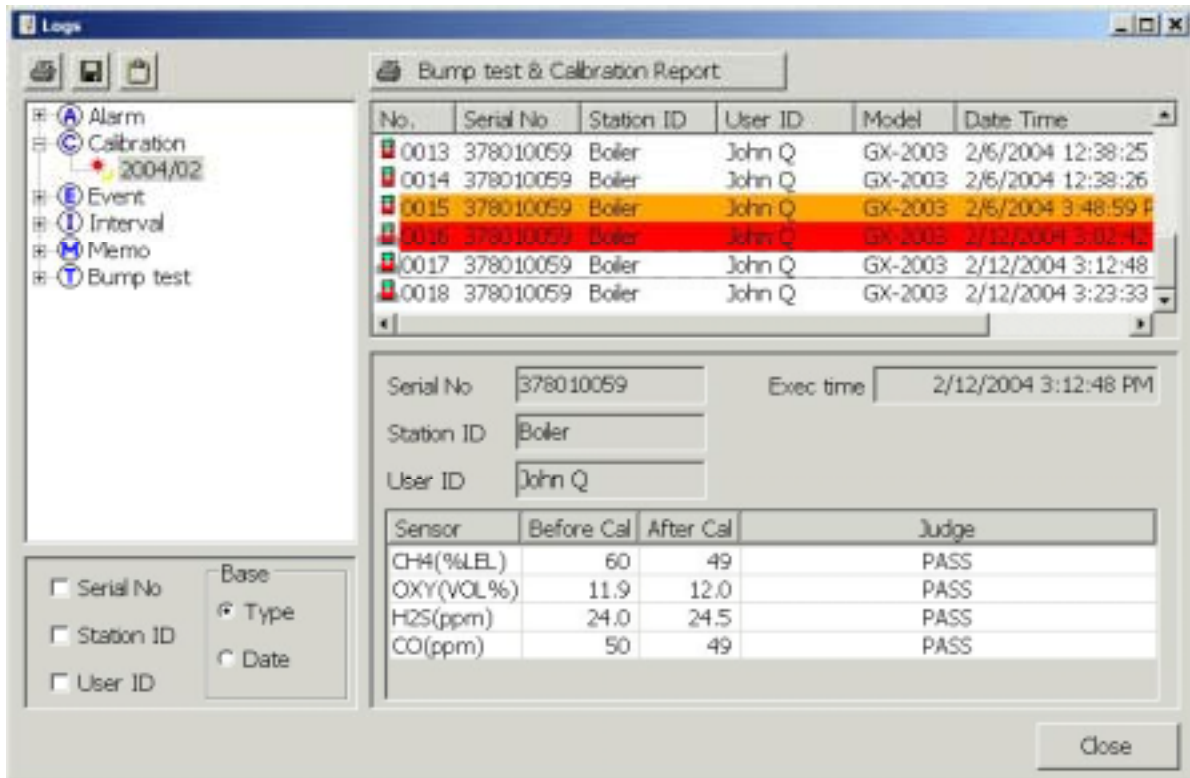 Logs
Bump test & Calibration Report
A Alarm
C Calibration
2004/02
E Event
I Interval
M Memo
T Bump test
No. Serial No Station ID User ID Model Date Time
0013 378010059 Boiler John Q GX-2003 2/6/2004 12:38:25
0014 378010059 Boiler John Q GX-2003 2/6/2004 12:38:26
0015 378010059 Boiler John Q GX-2003 2/6/2004 3:48:59 P
0016 378010059 Boiler John Q GX-2003 2/12/2004 3:02:42
0017 378010059 Boiler John Q GX-2003 2/12/2004 3:12:48
0018 378010059 Boiler John Q GX-2003 2/12/2004 3:23:33
Serial No 378010059 Exec time 2/12/2004 3:12:48 PM
Station ID Boiler
User ID John Q
Sensor Before Cal After Cal Judge
CH4(%LEL) 60 49 PASS
OXY(VOL%) 11.9 12.0 PASS
H2S(ppm) 24.0 24.5 PASS
CO(ppm) 50 49 PASS
Serial No
Station ID
User ID
Base
Type
Date
Close